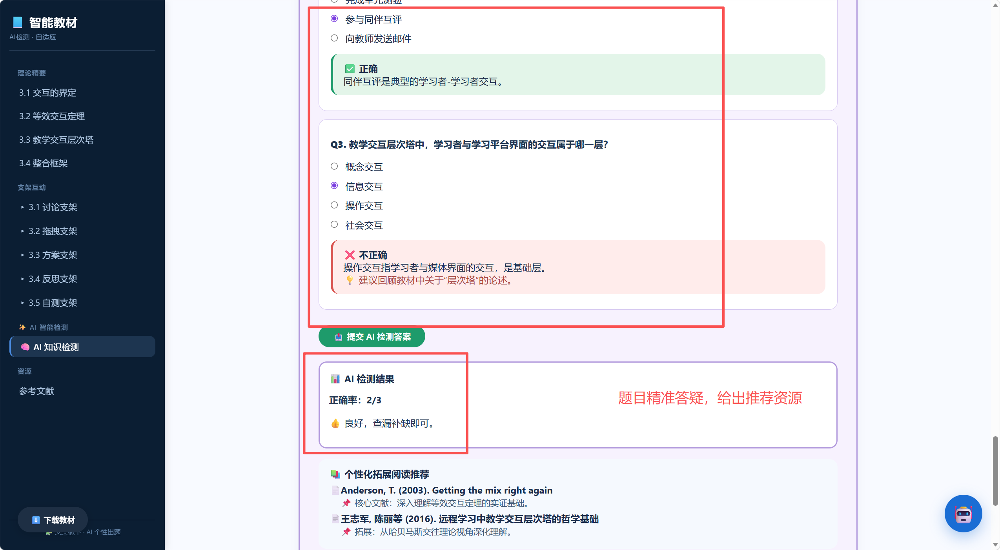 智能教材
AI检测 · 自适应
理论精要
3.1 交互的界定
3.2 等效交互定理
3.3 教学交互层次塔
3.4 整合框架
支架互动
3.1 讨论支架
3.2 拖拽支架
3.3 方案支架
3.4 反思支架
3.5 自测支架
AI 智能检测
AI 知识检测
资源
参考文献
下载教材
支架撤下 · AI 个性出题
完成单元测验
参与同伴互评
向教师发送邮件
正确
同伴互评是典型的学习者-学习者交互。
Q3. 教学交互层次塔中，学习者与学习平台界面的交互属于哪一层？
概念交互
信息交互
操作交互
社会交互
不正确
操作交互指学习者与媒体界面的交互，是基础层。
建议回顾教材中关于“层次塔”的论述。
提交 AI 检测答案
AI 检测结果
正确率：2/3
良好，查漏补缺即可。
题目精准答疑，给出推荐资源
个性化拓展阅读推荐
Anderson, T. (2003). Getting the mix right again
核心文献：深入理解等效交互定理的实证基础。
王志军, 陈丽等 (2016). 远程学习中教学交互层次塔的哲学基础
拓展：从哈贝马斯交往理论视角深化理解。